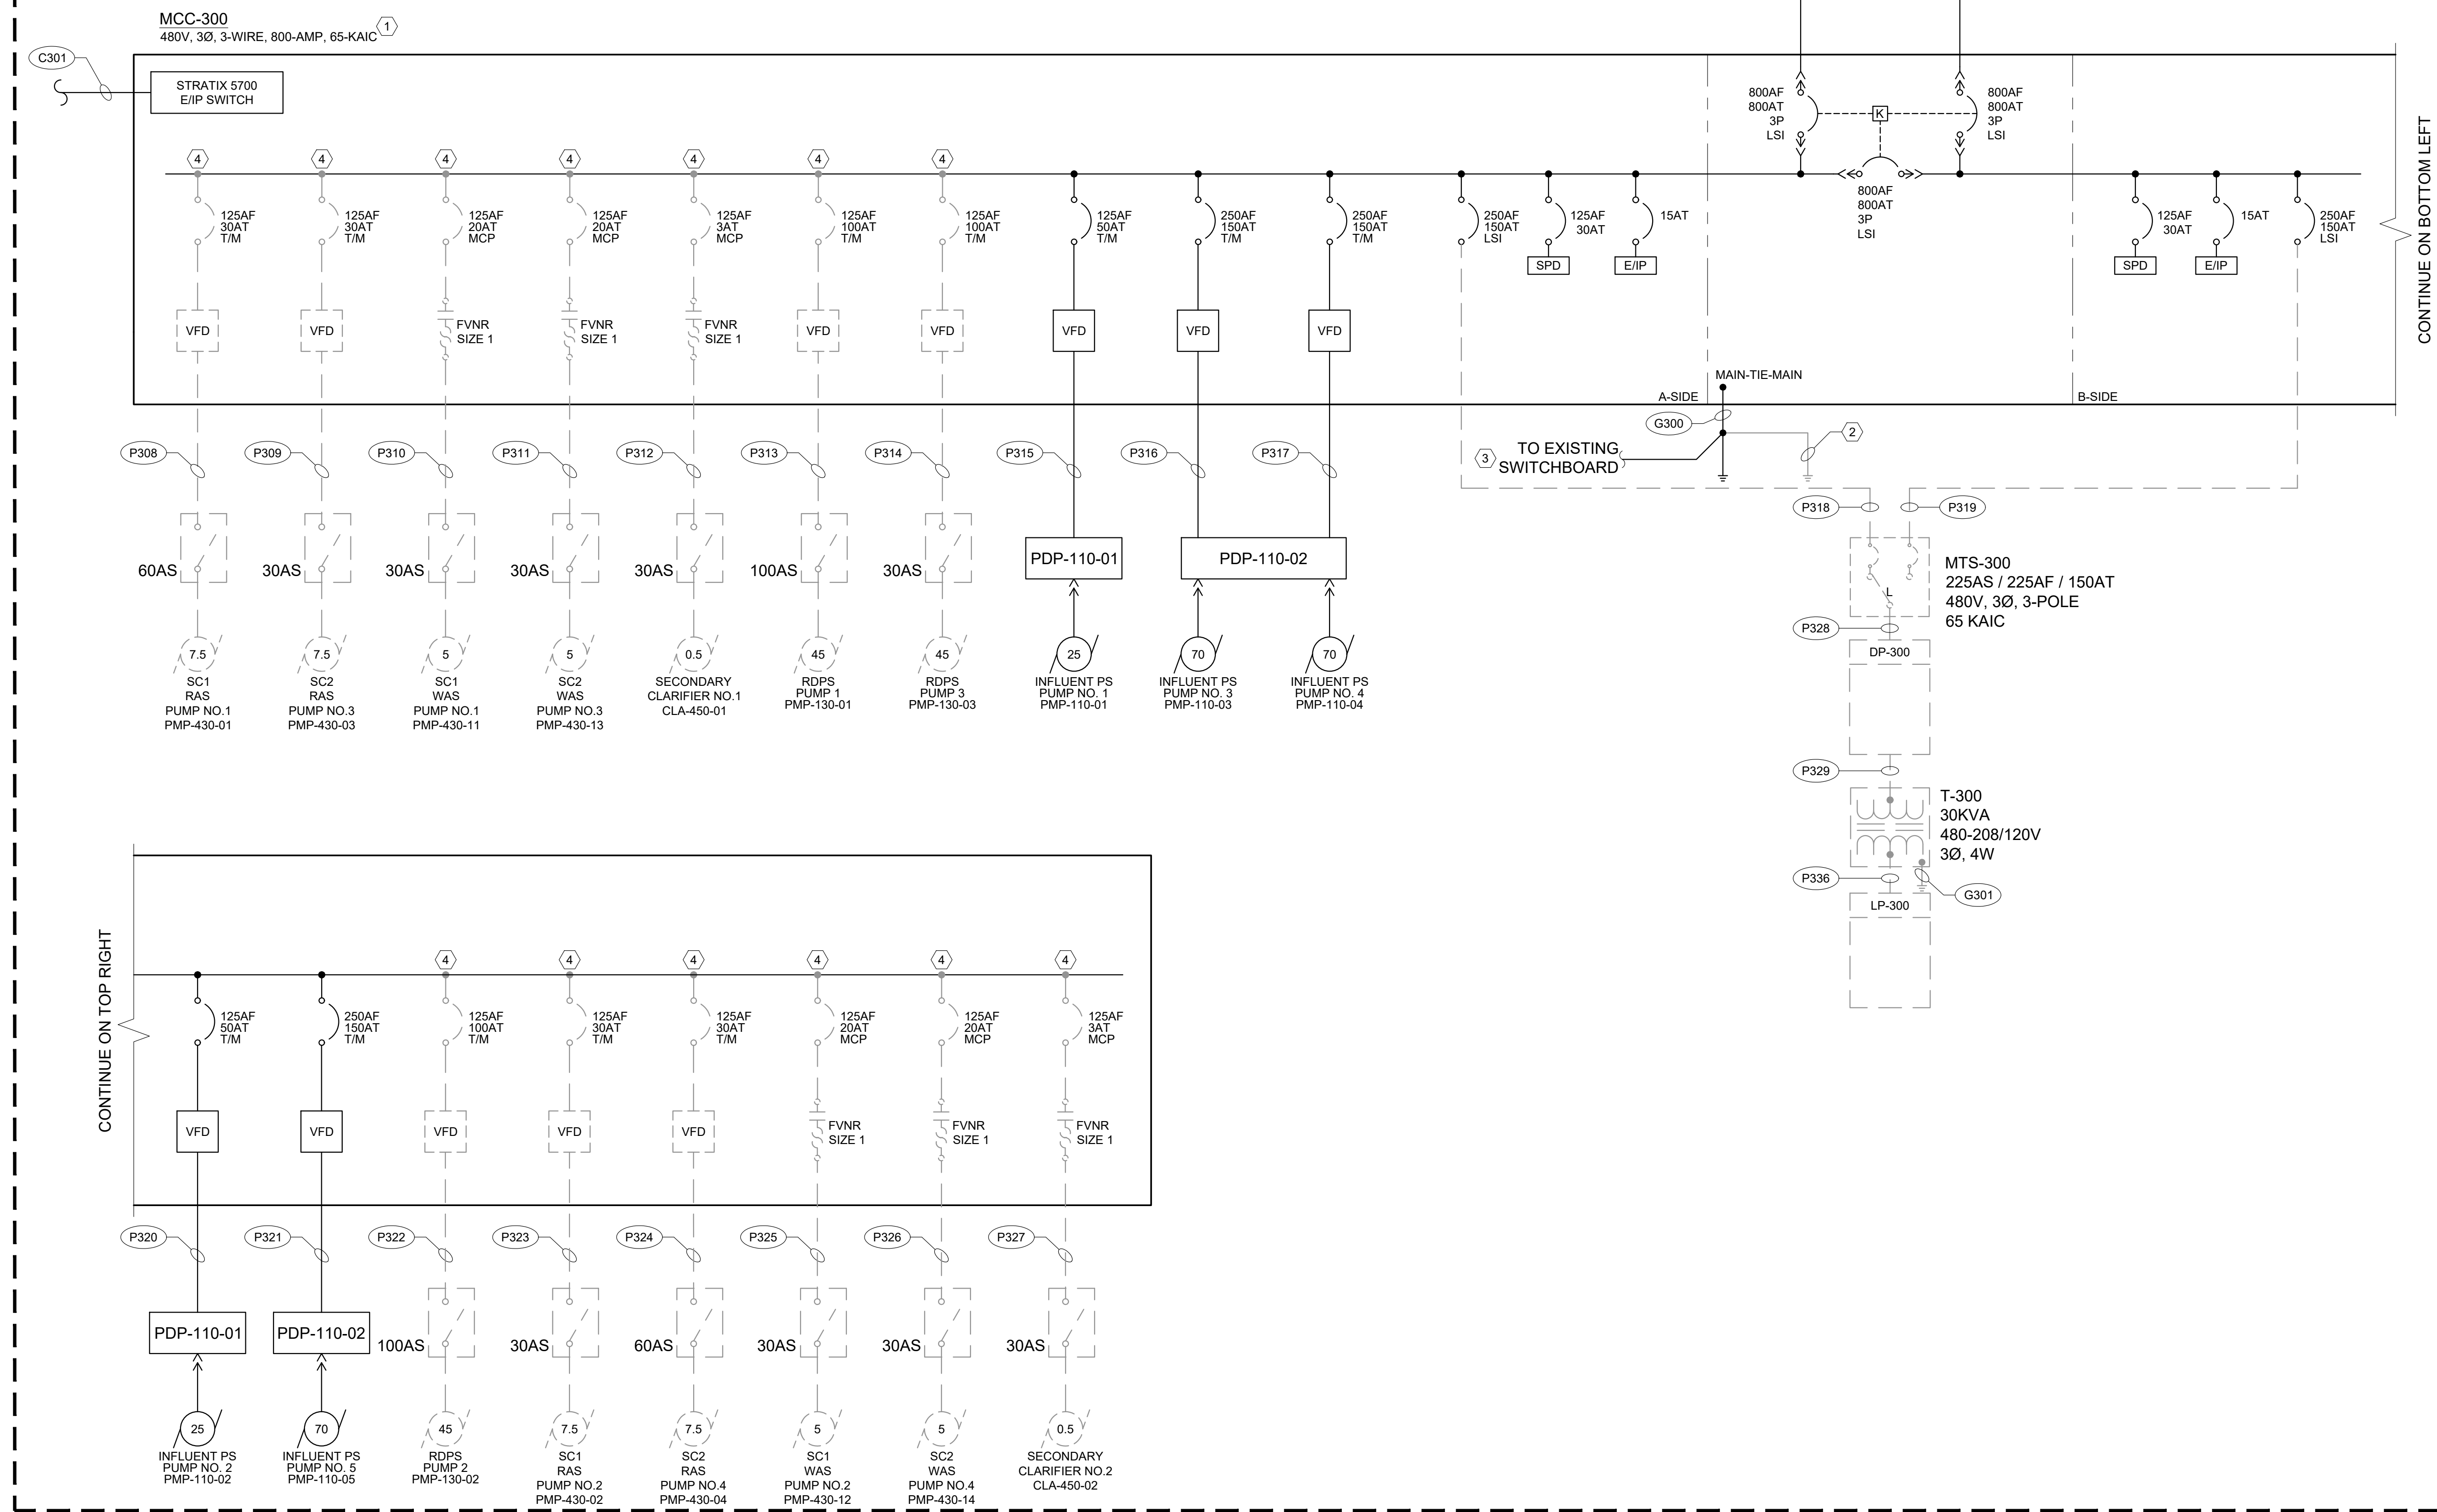 MCC-300
480V, 3Ø, 3-WIRE, 800-AMP, 65-KAIC
1
C301
STRATIX 5700
E/IP SWITCH
4
4
4
4
4
4
4
125AF
30AT
T/M
125AF
30AT
T/M
125AF
20AT
MCP
125AF
20AT
MCP
125AF
3AT
MCP
125AF
100AT
T/M
125AF
100AT
T/M
125AF
50AT
T/M
250AF
150AT
T/M
250AF
150AT
T/M
250AF
150AT
LSI
125AF
30AT
15AT
SPD
E/IP
800AF
800AT
3P
LSI
K
800AF
800AT
3P
LSI
800AF
800AT
3P
LSI
125AF
30AT
15AT
250AF
150AT
LSI
SPD
E/IP
CONTINUE ON BOTTOM LEFT
VFD
VFD
FVNR
SIZE 1
FVNR
SIZE 1
FVNR
SIZE 1
VFD
VFD
VFD
VFD
VFD
MAIN-TIE-MAIN
A-SIDE
B-SIDE
G300
2
3
TO EXISTING
SWITCHBOARD
P308
P309
P310
P311
P312
P313
P314
P315
P316
P317
P318
P319
60AS
30AS
30AS
30AS
30AS
100AS
30AS
PDP-110-01
PDP-110-02
L
MTS-300
225AS / 225AF / 150AT
480V, 3Ø, 3-POLE
65 KAIC
P328
DP-300
7.5
SC1
RAS
PUMP NO.1
PMP-430-01
7.5
SC2
RAS
PUMP NO.3
PMP-430-03
5
SC1
WAS
PUMP NO.1
PMP-430-11
5
SC2
WAS
PUMP NO.3
PMP-430-13
0.5
SECONDARY
CLARIFIER NO.1
CLA-450-01
45
RDPS
PUMP 1
PMP-130-01
45
RDPS
PUMP 3
PMP-130-03
25
INFLUENT PS
PUMP NO. 1
PMP-110-01
70
INFLUENT PS
PUMP NO. 3
PMP-110-03
70
INFLUENT PS
PUMP NO. 4
PMP-110-04
P329
T-300
30KVA
480-208/120V
3Ø, 4W
P336
G301
LP-300
CONTINUE ON TOP RIGHT
4
4
4
4
4
4
125AF
50AT
T/M
250AF
150AT
T/M
125AF
100AT
T/M
125AF
30AT
T/M
125AF
30AT
T/M
125AF
20AT
MCP
125AF
20AT
MCP
125AF
3AT
MCP
VFD
VFD
VFD
VFD
VFD
FVNR
SIZE 1
FVNR
SIZE 1
FVNR
SIZE 1
P320
P321
P322
P323
P324
P325
P326
P327
PDP-110-01
PDP-110-02
100AS
30AS
60AS
30AS
30AS
30AS
25
INFLUENT PS
PUMP NO. 2
PMP-110-02
70
INFLUENT PS
PUMP NO. 5
PMP-110-05
45
RDPS
PUMP 2
PMP-130-02
7.5
SC1
RAS
PUMP NO.2
PMP-430-02
7.5
SC2
RAS
PUMP NO.4
PMP-430-04
5
SC1
WAS
PUMP NO.2
PMP-430-12
5
SC2
WAS
PUMP NO.4
PMP-430-14
0.5
SECONDARY
CLARIFIER NO.2
CLA-450-02